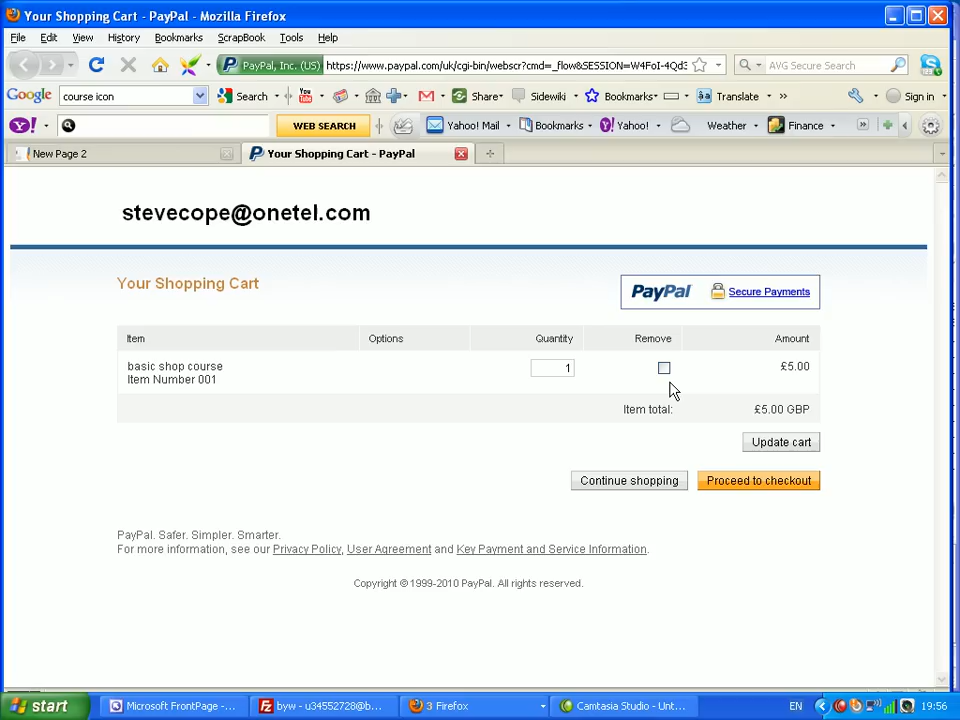 Your Shopping Cart - PayPal - Mozilla Firefox
File Edit View History Bookmarks ScrapBook Tools Help
PayPal, Inc. (US) https://www.paypal.com/uk/cgi-bin/webscr?cmd=_flow&SESSION=W4FoI-4Qd3 AVG Secure Search
Google course icon Search Share Sidewiki Bookmarks Translate » Sign in
Y! WEB SEARCH Yahoo! Mail Bookmarks Yahoo! Weather Finance »
New Page 2 Your Shopping Cart - PayPal
stevecope@onetel.com
Your Shopping Cart
PayPal Secure Payments
Item Options Quantity Remove Amount
basic shop course 1 £5.00
Item Number 001
Item total: £5.00 GBP
Update cart
Continue shopping Proceed to checkout
PayPal. Safer. Simpler. Smarter.
For more information, see our Privacy Policy, User Agreement and Key Payment and Service Information.
Copyright © 1999-2010 PayPal. All rights reserved.
start Microsoft FrontPage -... byw - u34552728@b... 3 Firefox Camtasia Studio - Unt... EN 19:56